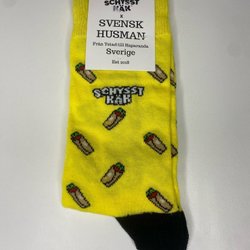 SCHYSST
KÄK
X
SVENSK
HUSMAN
Från Ystad till Haparanda
Sverige
Est 2018
SCHYSST
KÄK